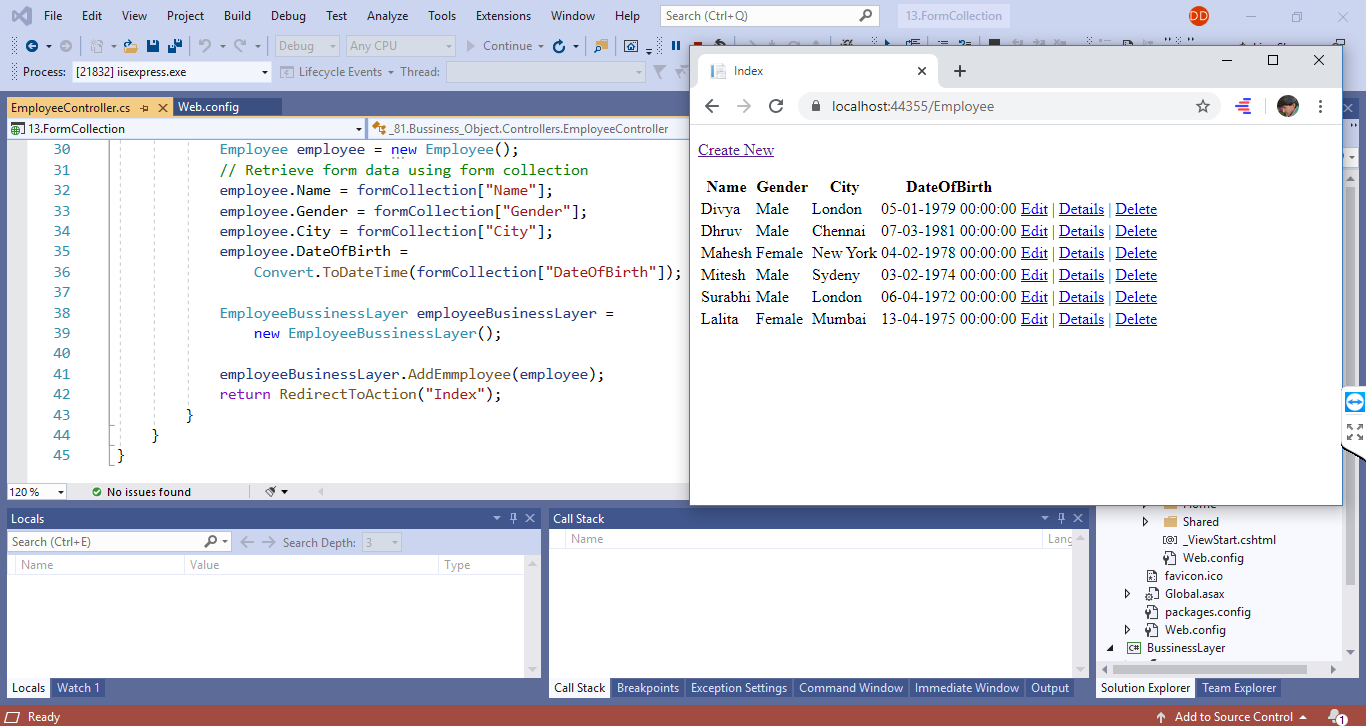 File Edit View Project Build Debug Test Analyze Tools Extensions Window Help Search (Ctrl+Q) 13.FormCollection DD
Debug Any CPU Continue
Process: [21832] iisexpress.exe Lifecycle Events Thread:
EmployeeController.cs Web.config
13.FormCollection _81.Bussiness_Object.Controllers.EmployeeController
30 Employee employee = new Employee();
31 // Retrieve form data using form collection
32 employee.Name = formCollection["Name"];
33 employee.Gender = formCollection["Gender"];
34 employee.City = formCollection["City"];
35 employee.DateOfBirth =
36 Convert.ToDateTime(formCollection["DateOfBirth"]);
37
38 EmployeeBussinessLayer employeeBusinessLayer =
39 new EmployeeBussinessLayer();
40
41 employeeBusinessLayer.AddEmmployee(employee);
42 return RedirectToAction("Index");
43 }
44 }
45 }
120 % No issues found
Index
localhost:44355/Employee
Create New
Name Gender City DateOfBirth
Divya Male London 05-01-1979 00:00:00 Edit | Details | Delete
Dhruv Male Chennai 07-03-1981 00:00:00 Edit | Details | Delete
Mahesh Female New York 04-02-1978 00:00:00 Edit | Details | Delete
Mitesh Male Sydeny 03-02-1974 00:00:00 Edit | Details | Delete
Surabhi Male London 06-04-1972 00:00:00 Edit | Details | Delete
Lalita Female Mumbai 13-04-1975 00:00:00 Edit | Details | Delete
Locals
Search (Ctrl+E) Search Depth: 3
Name Value Type
Locals Watch 1
Call Stack
Name Lang
Call Stack Breakpoints Exception Settings Command Window Immediate Window Output
Shared
_ViewStart.cshtml
Web.config
favicon.ico
Global.asax
packages.config
Web.config
C# BussinessLayer
Solution Explorer Team Explorer
Ready Add to Source Control 1